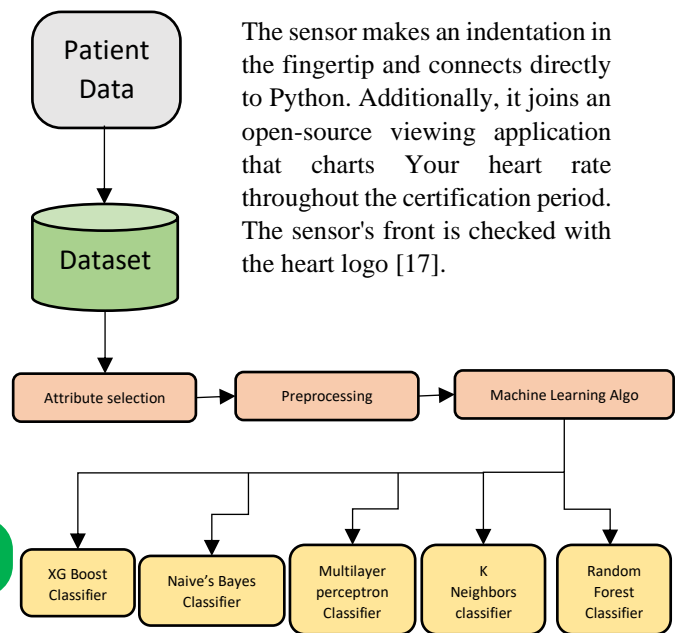 Patient
Data
The sensor makes an indentation in
the fingertip and connects directly
to Python. Additionally, it joins an
open-source viewing application
that charts Your heart rate
throughout the certification period.
The sensor's front is checked with
the heart logo [17].
Dataset
Attribute selection
Preprocessing
Machine Learning Algo
XG Boost
Classifier
Naive's Bayes
Classifier
Multilayer
perceptron
Classifier
K
Neighbors
classifier
Random
Forest
Classifier